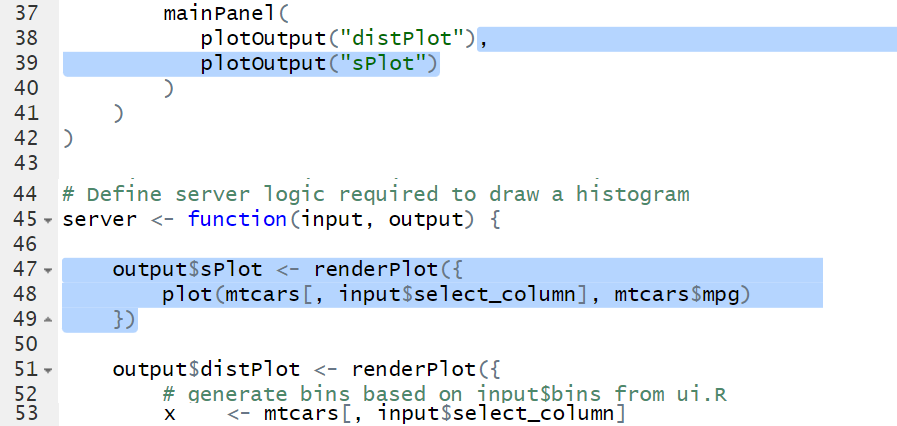 37 mainPanel(
38 plotOutput("distPlot"),
39 plotOutput("sPlot")
40 )
41 )
42 )
43
44 # Define server logic required to draw a histogram
45 server <- function(input, output) {
46
47 output$sPlot <- renderPlot({
48 plot(mtcars[, input$select_column], mtcars$mpg)
49 })
50
51 output$distPlot <- renderPlot({
52 # generate bins based on input$bins from ui.R
53 x <- mtcars[, input$select_column]